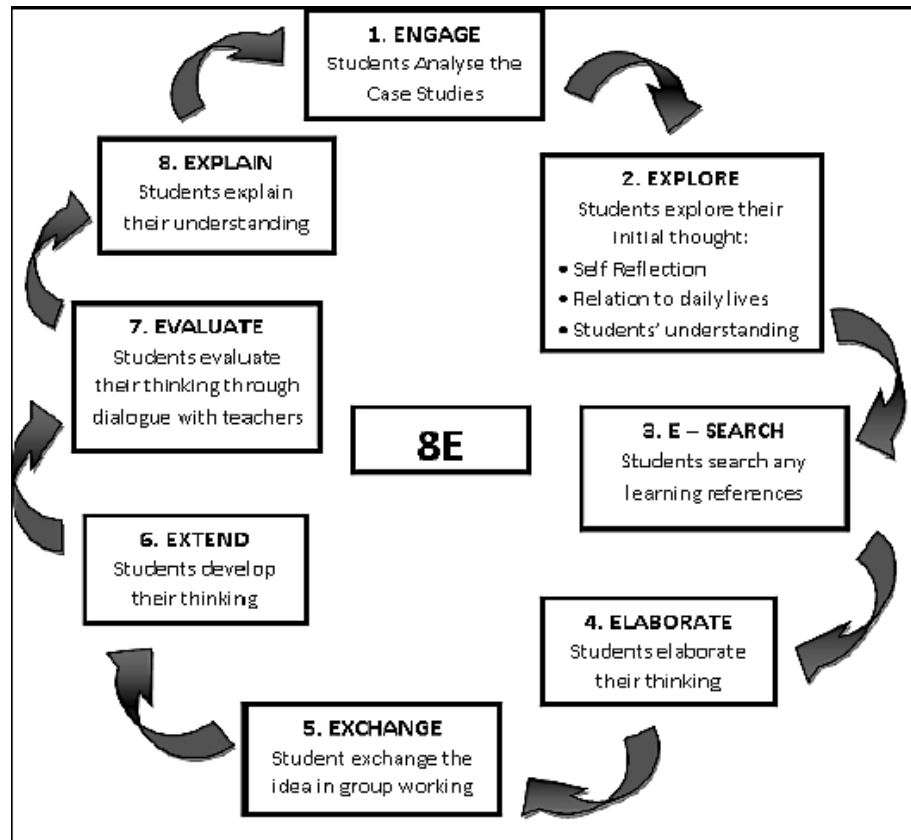 1. ENGAGE
Students Analyse the
Case Studies
2. EXPLORE
Students explore their
initial thought:
• Self Reflection
• Relation to daily lives
• Students' understanding
3. E – SEARCH
Students search any
learning references
4. ELABORATE
Students elaborate
their thinking
5. EXCHANGE
Student exchange the
idea in group working
6. EXTEND
Students develop
their thinking
7. EVALUATE
Students evaluate
their thinking through
dialogue with teachers
8. EXPLAIN
Students explain
their understanding
8E